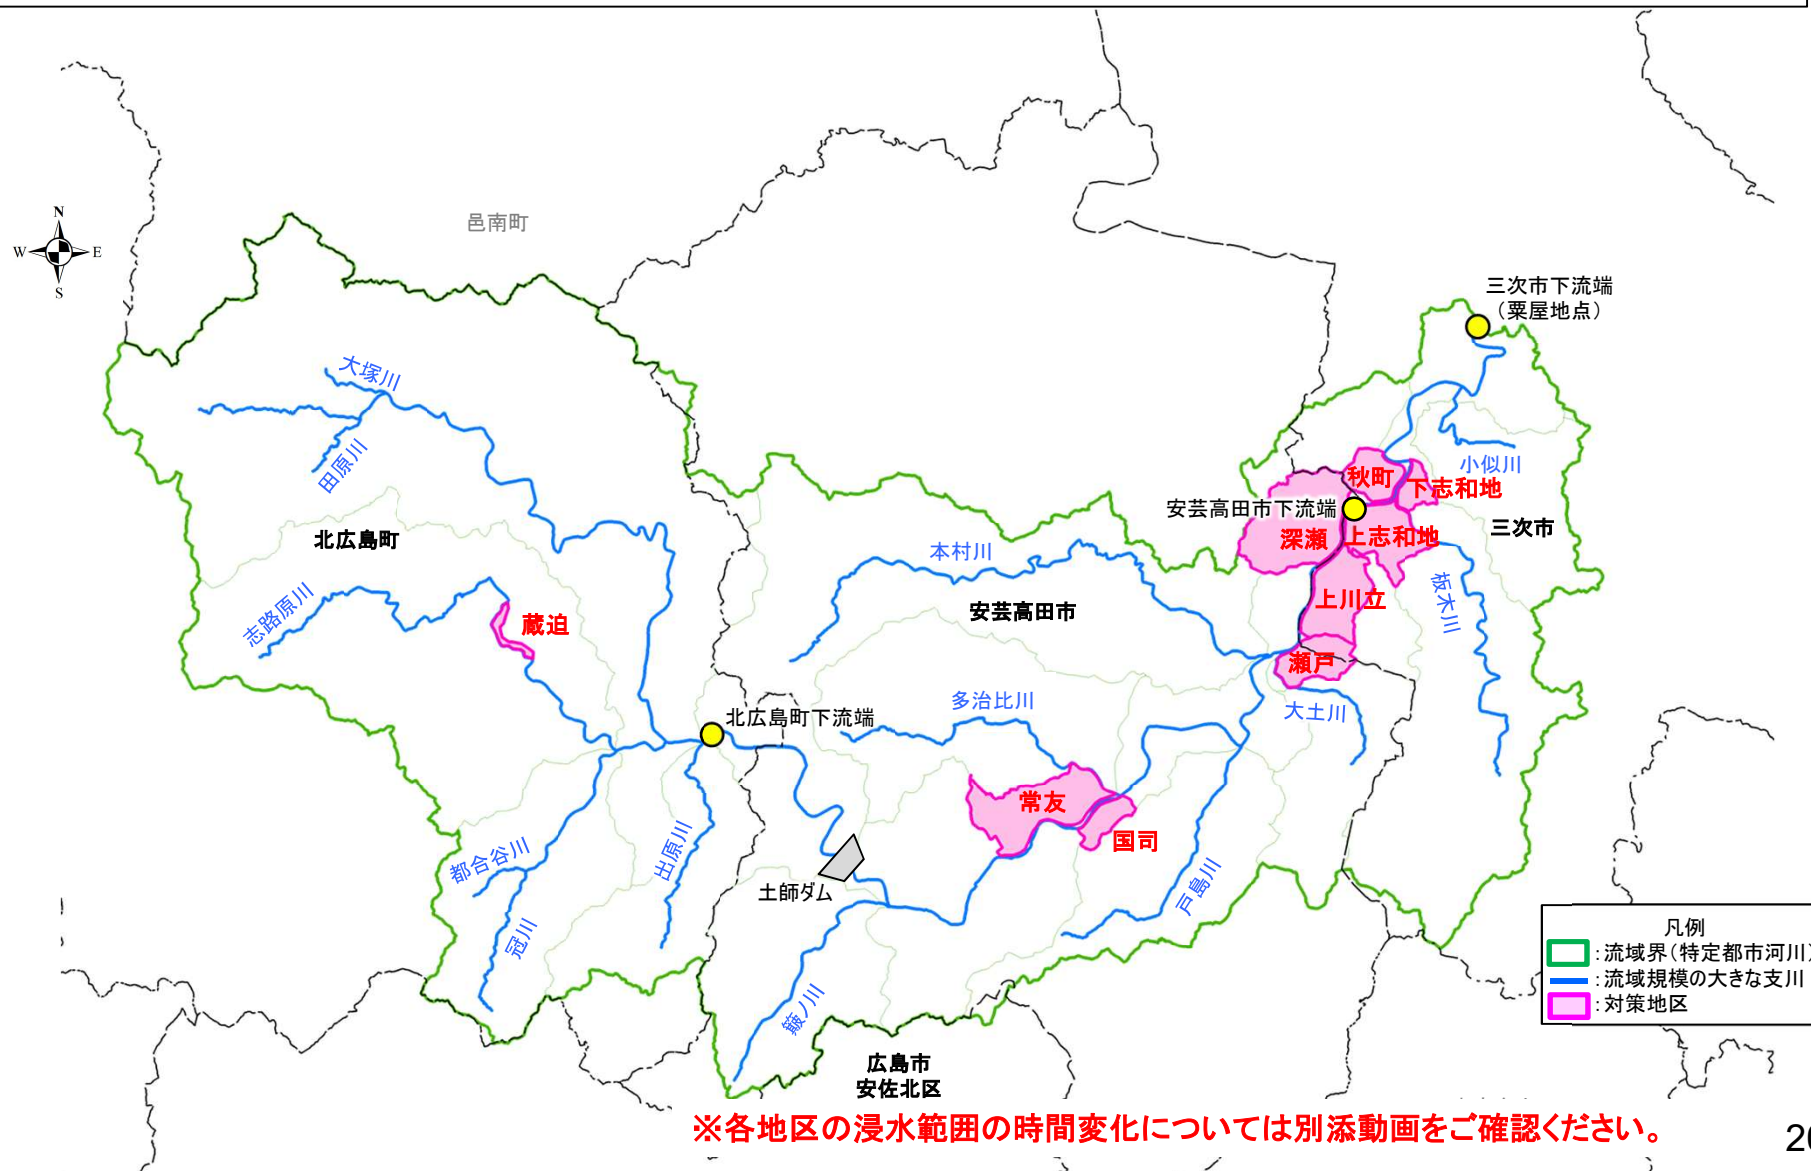 邑南町
N
W
E
S
三次市下流端
（粟屋地点）
大塚川
田原川
小似川
秋町
下志和地
安芸高田市下流端
三次市
深瀬
上志和地
北広島町
本村川
板木川
志路原川
蔵迫
安芸高田市
上川立
瀬戸
多治比川
大土川
北広島町下流端
常友
国司
都合谷川
出原川
土師ダム
戸島川
冠川
簸ノ川
凡例
：流域界（特定都市河川）
：流域規模の大きな支川
：対策地区
広島市
安佐北区
※各地区の浸水範囲の時間変化については別添動画をご確認ください。